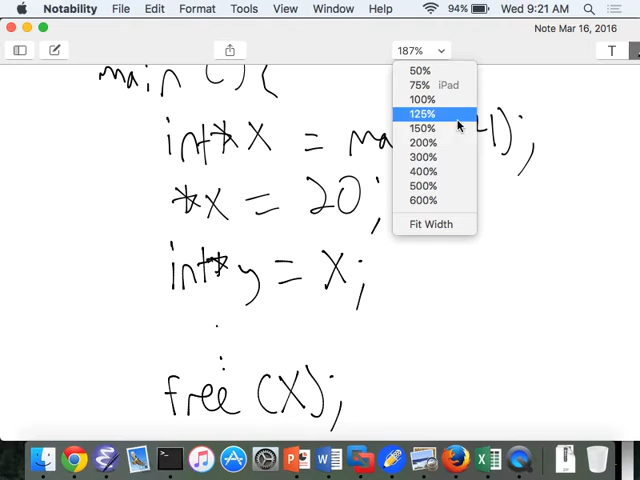 Notability File Edit Format Tools View Window Help 94% Wed 9:21 AM
Note Mar 16, 2016
187% T
50%
75% iPad
100%
125%
150%
200%
300%
400%
500%
600%
Fit Width
main () {
int*x = ma 4);
*x = 20;
int*y = x;
free (x);